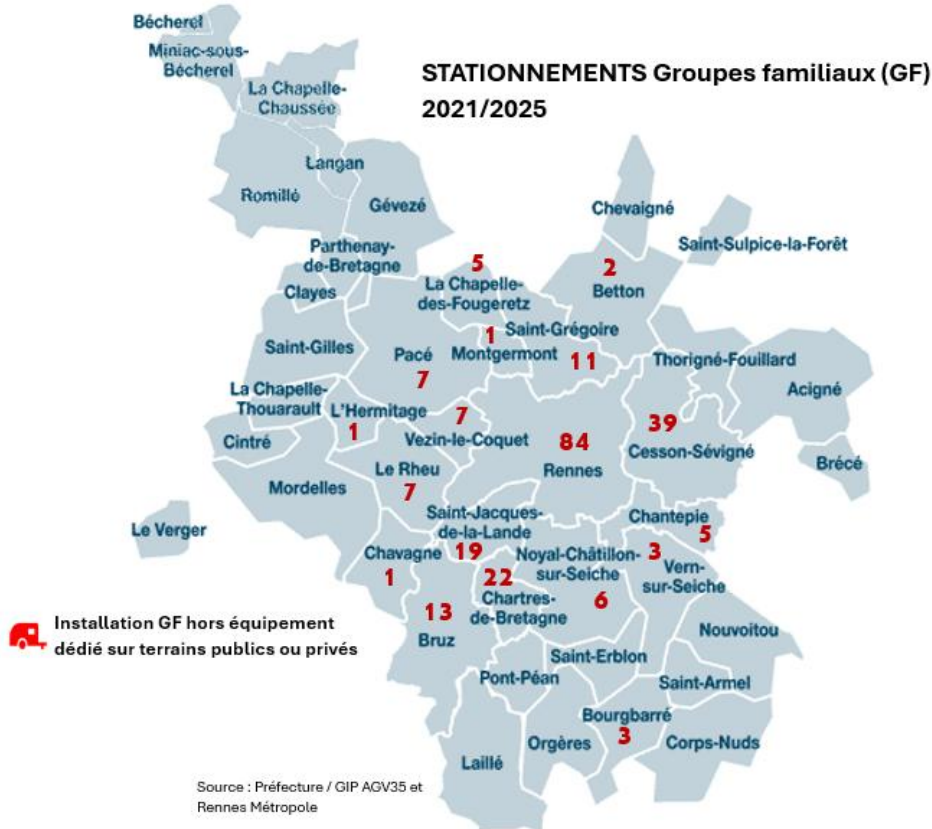 Bécherel
Miniac-sous-
Bécherel
La Chapelle-
Chaussée
STATIONNEMENTS Groupes familiaux (GF)
2021/2025
Langan
Romillé
Gévezé
Chevaigné
Parthenay-
de-Bretagne
Saint-Sulpice-la-Forêt
5
2
La Chapelle-
des-Fougeretz
Betton
Clayes
Saint-Grégoire
1
Saint-Gilles
Pacé
Montgermont
11
Thorigné-Fouillard
7
Acigné
La Chapelle-
Thouarault
L'Hermitage
1
7
Vezin-le-Coquet
84
Rennes
39
Cesson-Sévigné
Cintré
Brécé
Le Rheu
7
Mordelles
Saint-Jacques-
de-la-Lande
19
Chantepie
5
Le Verger
Chavagne
1
Noyal-Châtillon-
sur-Seiche
6
3
Vern-
sur-Seiche
22
Chartres-
de-Bretagne
13
Bruz
Installation GF hors équipement
dédié sur terrains publics ou privés
Nouvoitou
Saint-Erblon
Pont-Péan
Saint-Armel
Bourgbarré
3
Orgères
Corps-Nuds
Laillé
Source : Préfecture / GIP AGV35 et
Rennes Métropole